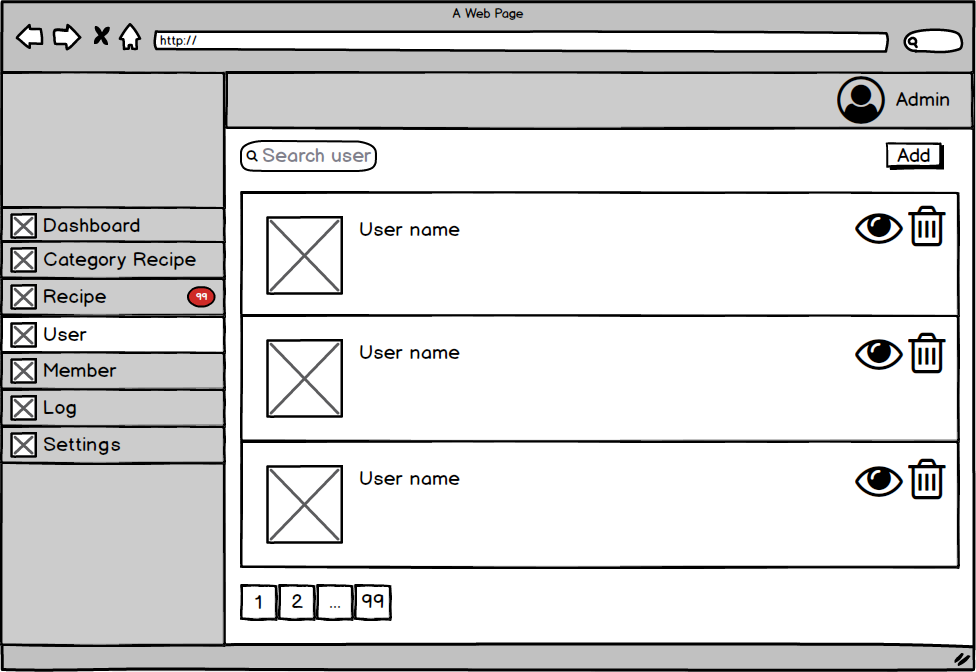 A Web Page
http://
Admin
Search user
Add
Dashboard
Category Recipe
Recipe
99
User
Member
Log
Settings
User name
User name
User name
1
2
...
99